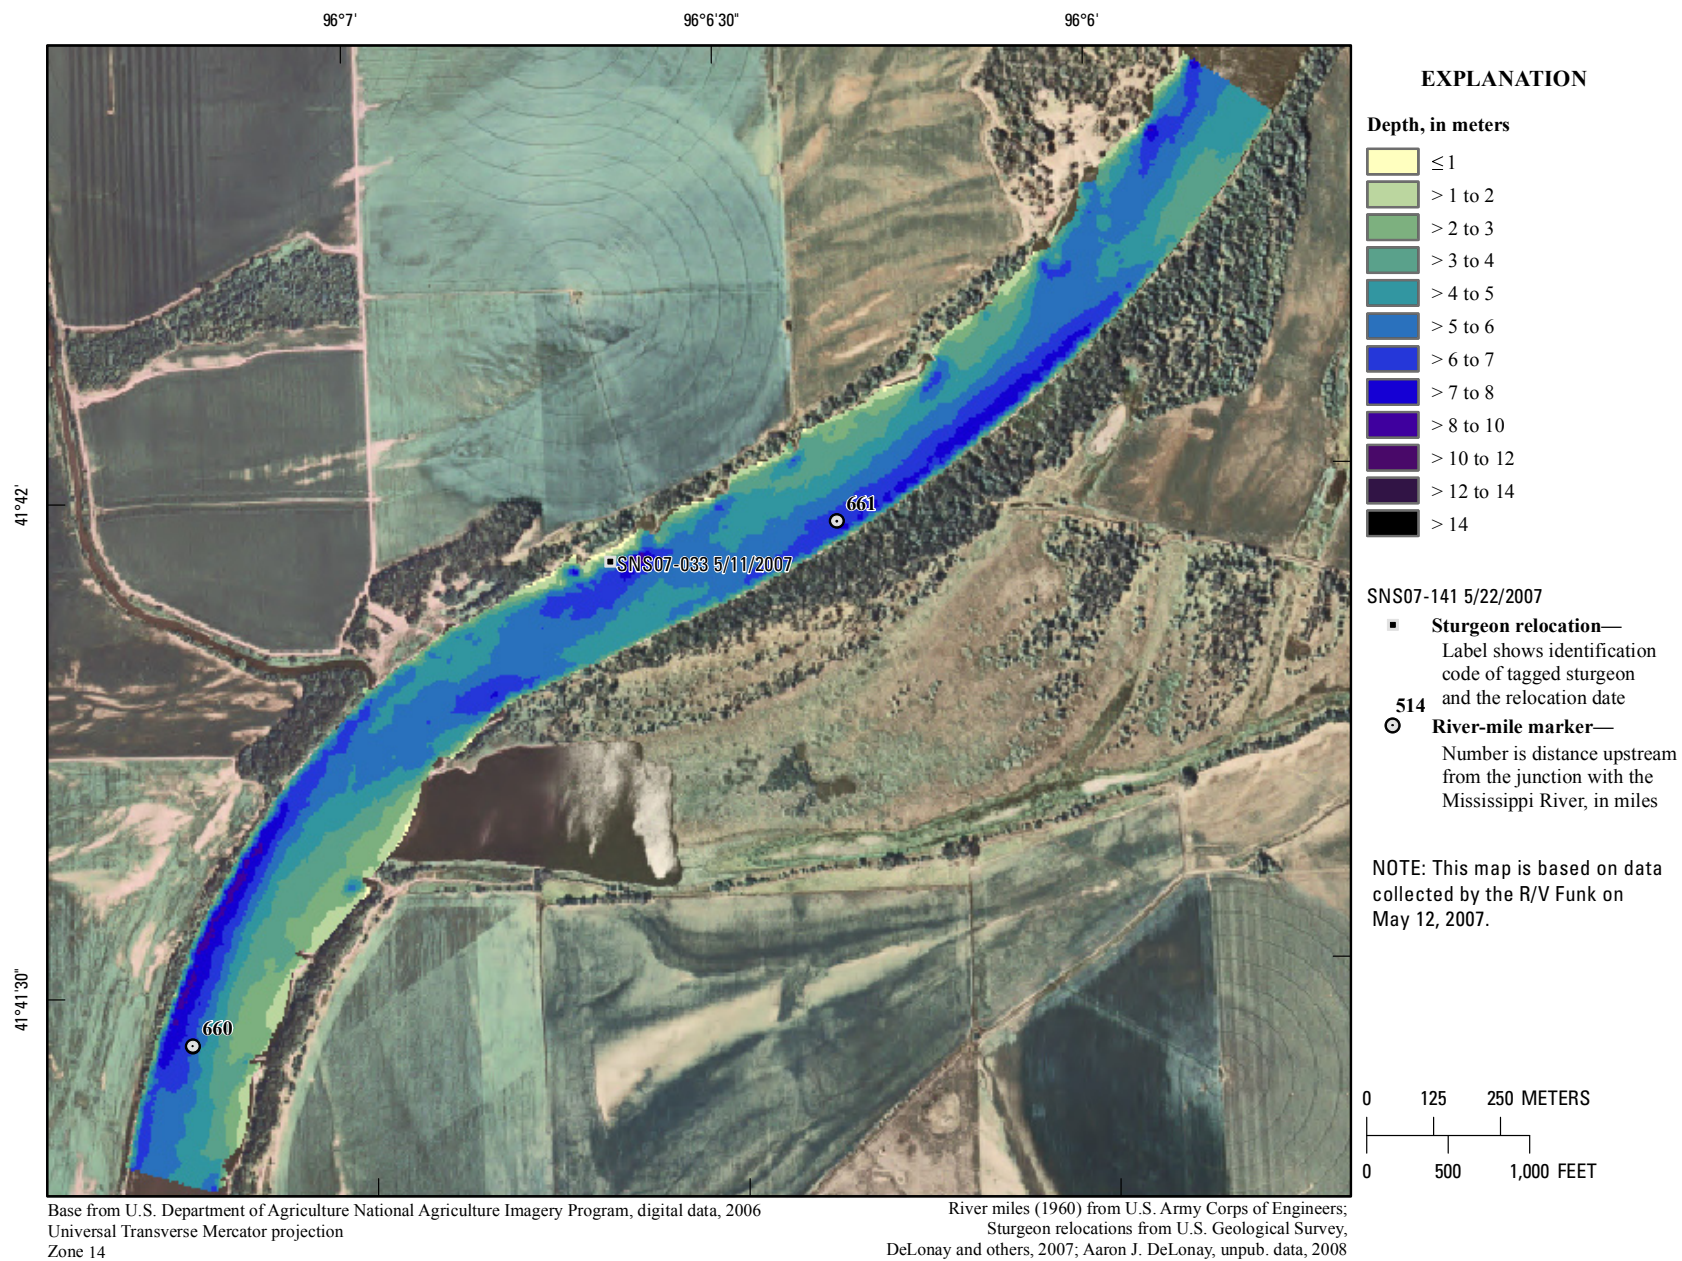 96°7'
96°6'30"
96°6'
41°42'
41°41'30"
661
SNS07-033 5/11/2007
660
EXPLANATION
Depth, in meters
≤ 1
> 1 to 2
> 2 to 3
> 3 to 4
> 4 to 5
> 5 to 6
> 6 to 7
> 7 to 8
> 8 to 10
> 10 to 12
> 12 to 14
> 14
SNS07-141 5/22/2007
Sturgeon relocation—
Label shows identification
code of tagged sturgeon
and the relocation date
514
River-mile marker—
Number is distance upstream
from the junction with the
Mississippi River, in miles
NOTE: This map is based on data
collected by the R/V Funk on
May 12, 2007.
0 125 250 METERS
0 500 1,000 FEET
Base from U.S. Department of Agriculture National Agriculture Imagery Program, digital data, 2006
Universal Transverse Mercator projection
Zone 14
River miles (1960) from U.S. Army Corps of Engineers;
Sturgeon relocations from U.S. Geological Survey,
DeLonay and others, 2007; Aaron J. DeLonay, unpub. data, 2008